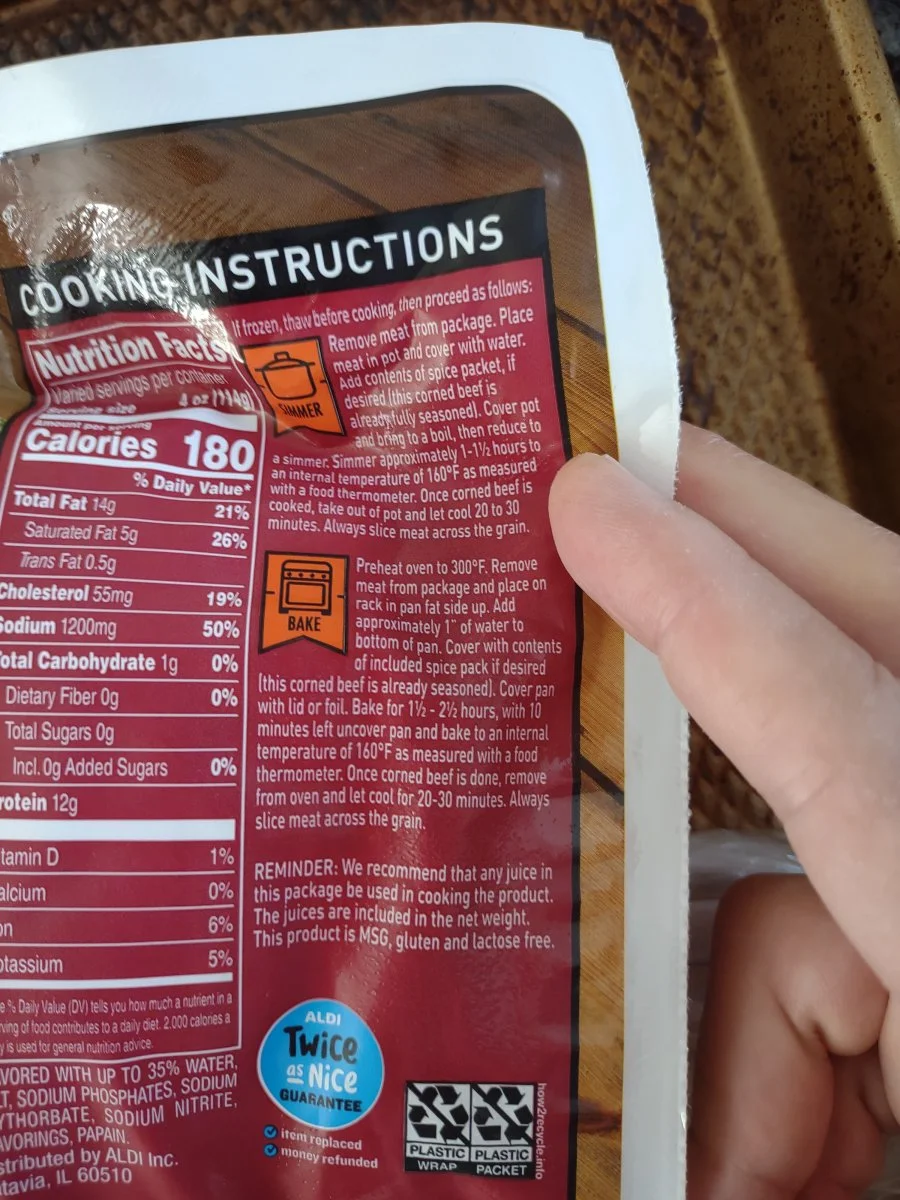 COOKING INSTRUCTIONS
If frozen, thaw before cooking, then proceed as follows:
SIMMER
Remove meat from package. Place
meat in pot and cover with water.
Add contents of spice packet, if
desired (this corned beef is
already fully seasoned). Cover pot
and bring to a boil, then reduce to
a simmer. Simmer approximately 1-1½ hours to
an internal temperature of 160°F as measured
with a food thermometer. Once corned beef is
cooked, take out of pot and let cool 20 to 30
minutes. Always slice meat across the grain.
BAKE
Preheat oven to 300°F. Remove
meat from package and place on
rack in pan fat side up. Add
approximately 1" of water to
bottom of pan. Cover with contents
of included spice pack if desired
(this corned beef is already seasoned). Cover pan
with lid or foil. Bake for 1½ - 2½ hours, with 10
minutes left uncover pan and bake to an internal
temperature of 160°F as measured with a food
thermometer. Once corned beef is done, remove
from oven and let cool for 20-30 minutes. Always
slice meat across the grain.
REMINDER: We recommend that any juice in
this package be used in cooking the product.
The juices are included in the net weight.
This product is MSG, gluten and lactose free.
Nutrition Facts
Varied servings per container
Serving size 4 oz (114g)
Amount per serving
Calories 180
% Daily Value*
Total Fat 14g 21%
Saturated Fat 5g 26%
Trans Fat 0.5g
Cholesterol 55mg 19%
Sodium 1200mg 50%
otal Carbohydrate 1g 0%
Dietary Fiber 0g 0%
Total Sugars 0g
Incl. 0g Added Sugars 0%
rotein 12g
tamin D 1%
alcium 0%
on 6%
otassium 5%
e % Daily Value (DV) tells you how much a nutrient in a
ving of food contributes to a daily diet. 2,000 calories a
y is used for general nutrition advice.
VORED WITH UP TO 35% WATER,
LT, SODIUM PHOSPHATES, SODIUM
YTHORBATE, SODIUM NITRITE,
AVORINGS, PAPAIN.
stributed by ALDI Inc.
tavia, IL 60510
ALDI
Twice
as Nice
GUARANTEE
item replaced
money refunded
PLASTIC PLASTIC
WRAP PACKET
how2recycle.info